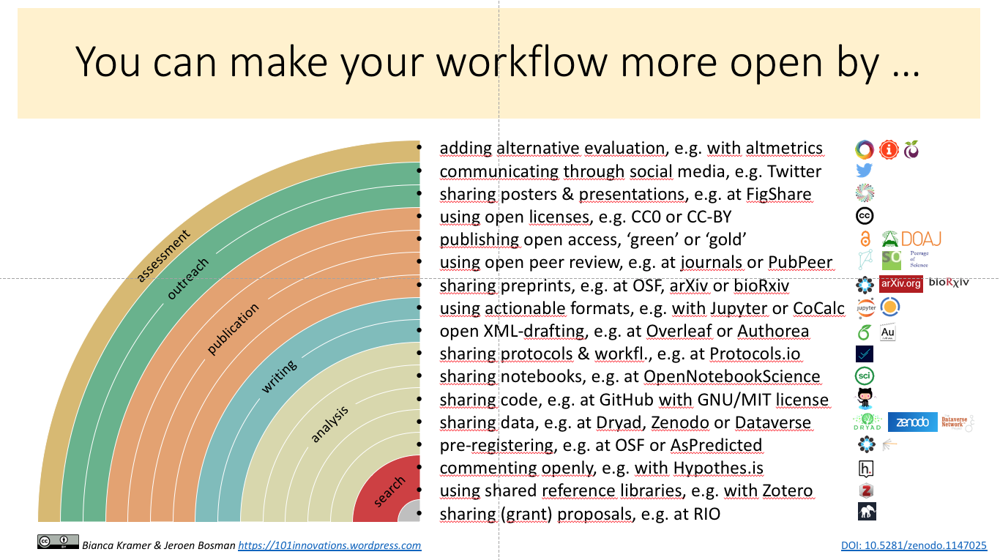 You can make your workflow more open by ...
assessment
outreach
publication
writing
analysis
search
• adding alternative evaluation, e.g. with altmetrics
• communicating through social media, e.g. Twitter
• sharing posters & presentations, e.g. at FigShare
• using open licenses, e.g. CC0 or CC-BY
cc
• publishing open access, ‘green’ or ‘gold’
DOAJ
• using open peer review, e.g. at journals or PubPeer
so
Peerage
of
Science
• sharing preprints, e.g. at OSF, arXiv or bioRxiv
arXiv.org
bioRχiv
• using actionable formats, e.g. with Jupyter or CoCalc
jupyter
• open XML-drafting, e.g. at Overleaf or Authorea
Au
• sharing protocols & workfl., e.g. at Protocols.io
• sharing notebooks, e.g. at OpenNotebookScience
sci
• sharing code, e.g. at GitHub with GNU/MIT license
• sharing data, e.g. at Dryad, Zenodo or Dataverse
DRYAD
zenodo
Dataverse
Network
• pre-registering, e.g. at OSF or AsPredicted
• commenting openly, e.g. with Hypothes.is
h.
• using shared reference libraries, e.g. with Zotero
Z
• sharing (grant) proposals, e.g. at RIO
cc BY
Bianca Kramer & Jeroen Bosman https://101innovations.wordpress.com
DOI: 10.5281/zenodo.1147025